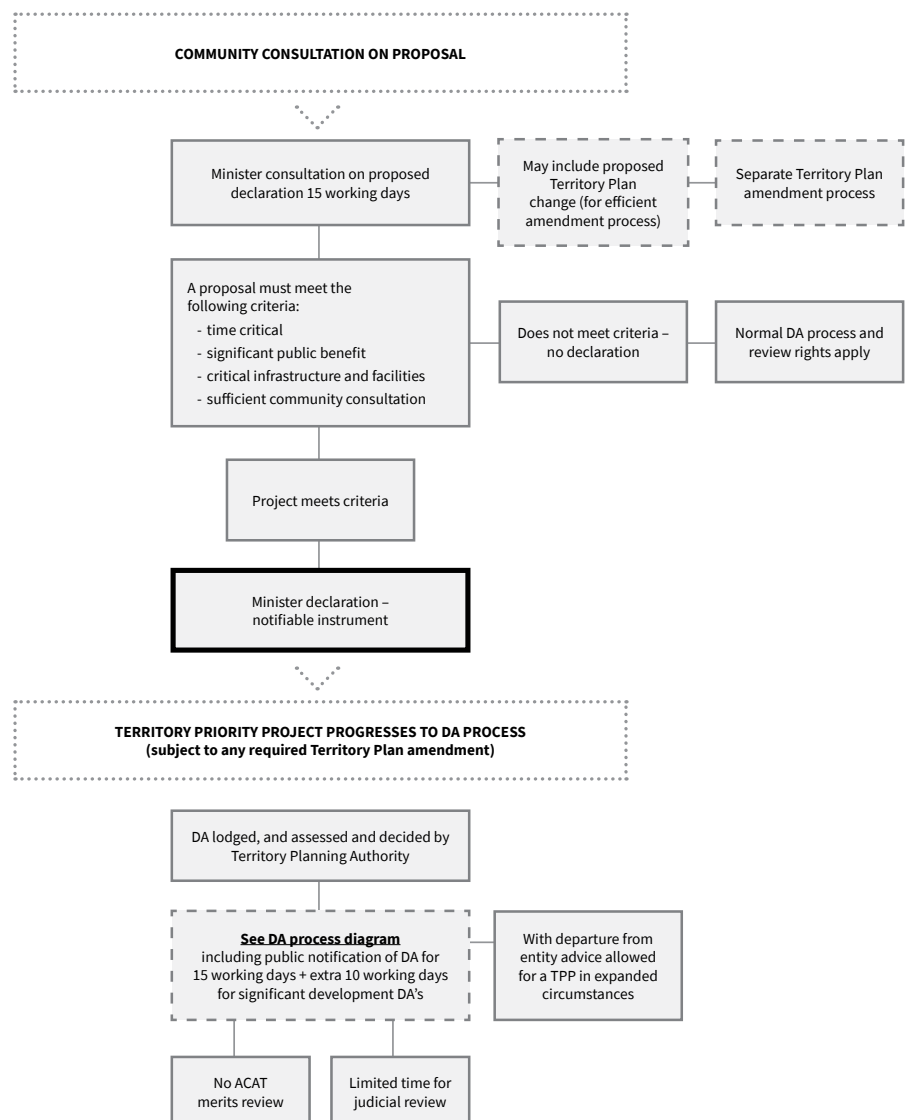 COMMUNITY CONSULTATION ON PROPOSAL
Minister consultation on proposed
declaration 15 working days
May include proposed
Territory Plan
change (for efficient
amendment process)
Separate Territory Plan
amendment process
A proposal must meet the
following criteria:
- time critical
- significant public benefit
- critical infrastructure and facilities
- sufficient community consultation
Does not meet criteria –
no declaration
Normal DA process and
review rights apply
Project meets criteria
Minister declaration –
notifiable instrument
TERRITORY PRIORITY PROJECT PROGRESSES TO DA PROCESS
(subject to any required Territory Plan amendment)
DA lodged, and assessed and decided by
Territory Planning Authority
See DA process diagram
including public notification of DA for
15 working days + extra 10 working days
for significant development DA's
With departure from
entity advice allowed
for a TPP in expanded
circumstances
No ACAT
merits review
Limited time for
judicial review